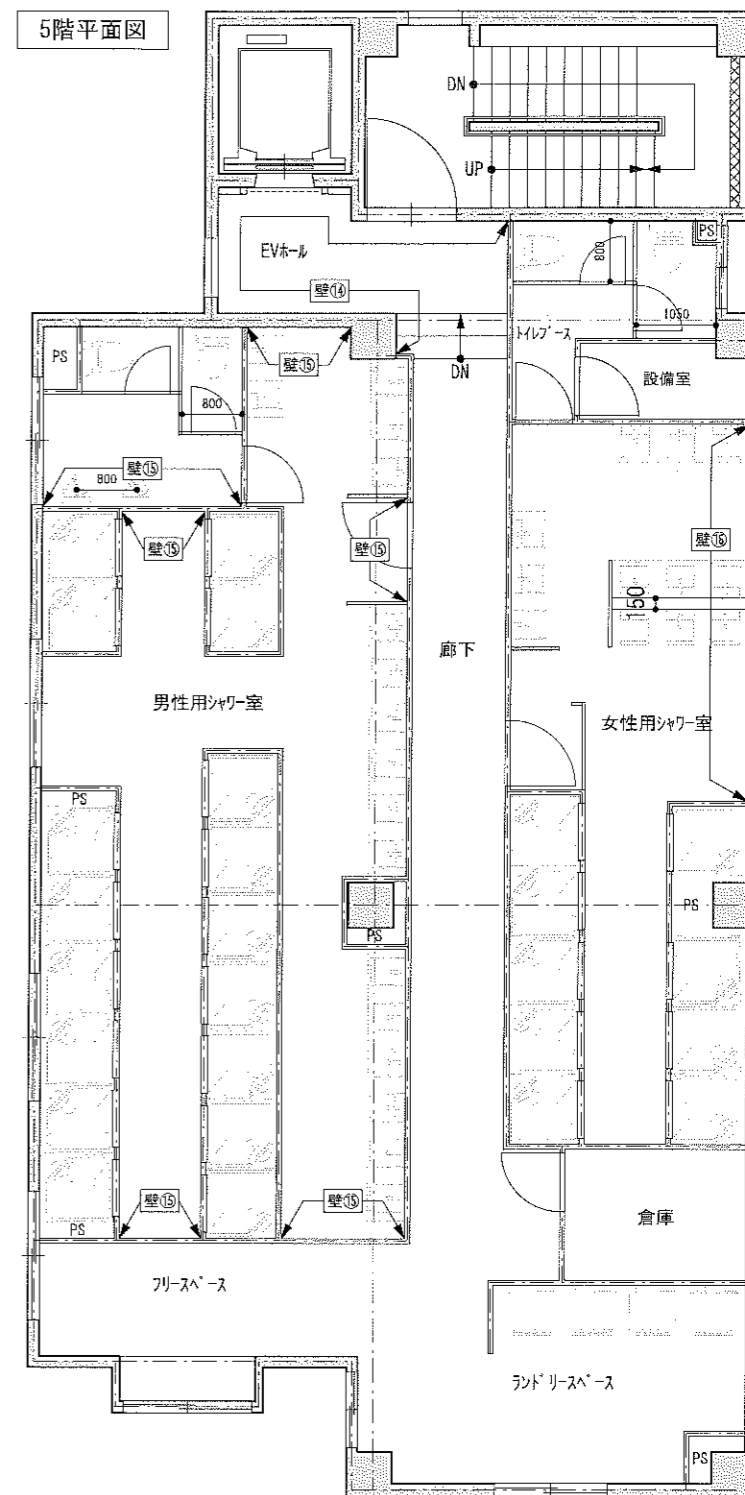 5階平面図
DN
UP
EVホール
PS
800
壁⑭
トイレブース
1050
PS
800
壁⑮
DN
設備室
壁⑮
800
壁⑮
壁⑮
壁⑯
150
廊下
男性用シャワー室
女性用シャワー室
PS
PS
PS
壁⑮
壁⑮
PS
倉庫
フリースペース
ランドリースペース
PS